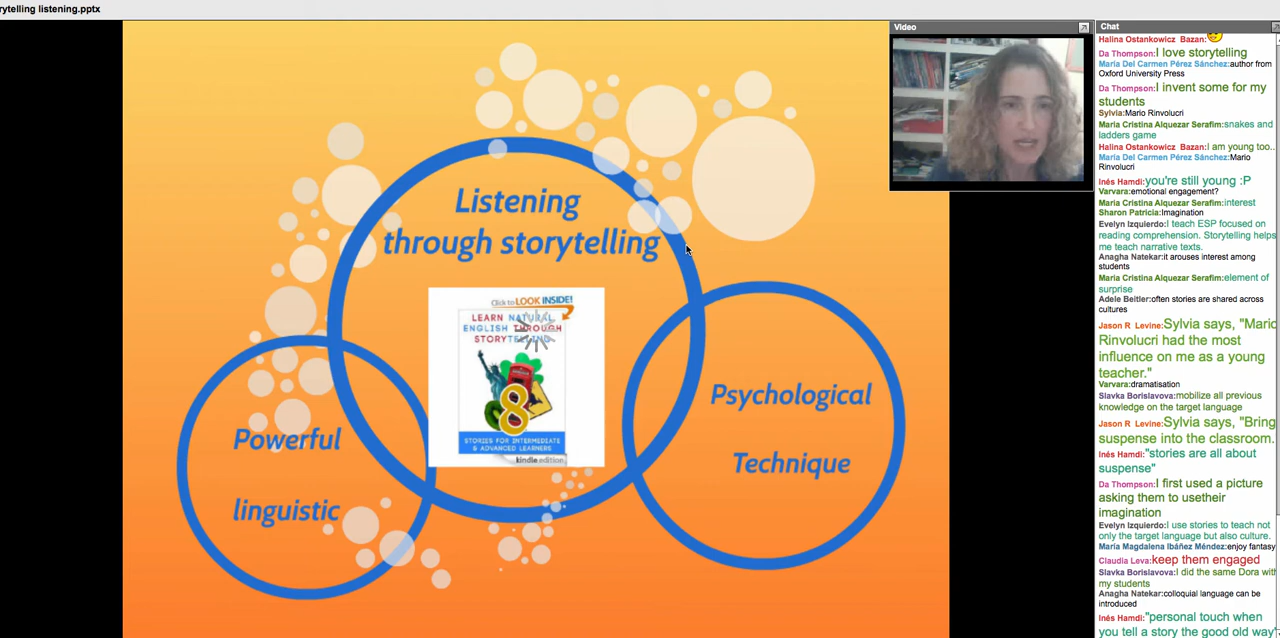 rytelling listening.pptx
Listening
through storytelling
Click to LOOK INSIDE!
LEARN NATURAL
ENGLISH THROUGH
STORYTELLING
8
STORIES FOR INTERMEDIATE
& ADVANCED LEARNERS
kindle edition
Powerful
linguistic
Psychological
Technique
Video
Chat
Halina Ostankowicz Bazan:
Da Thompson:I love storytelling
María Del Carmen Pérez Sánchez:author from
Oxford University Press
Da Thompson:I invent some for my
students
Sylvia:Mario Rinvolucri
Maria Cristina Alquezar Serafim:snakes and
ladders game
Halina Ostankowicz Bazan:I am young too..
María Del Carmen Pérez Sánchez:Mario
Rinvolucri
Inés Hamdi:you're still young :P
Varvara:emotional engagement?
Maria Cristina Alquezar Serafim:interest
Sharon Patricia:Imagination
Evelyn Izquierdo:I teach ESP focused on
reading comprehension. Storytelling helps
me teach narrative texts.
Anagha Natekar:it arouses interest among
students
Maria Cristina Alquezar Serafim:element of
surprise
Adele Beitler:often stories are shared across
cultures
Jason R Levine:Sylvia says, "Mario
Rinvolucri had the most
influence on me as a young
teacher."
Varvara:dramatisation
Slavka Borislavova:mobilize all previous
knowledge on the target language
Jason R Levine:Sylvia says, "Bring
suspense into the classroom.
Inés Hamdi:"stories are all about
suspense"
Da Thompson:I first used a picture
asking them to usetheir
imagination
Evelyn Izquierdo:I use stories to teach not
only the target language but also culture.
María Magdalena Ibáñez Méndez:enjoy fantasy
Claudia Leva:keep them engaged
Slavka Borislavova:I did the same Dora with
my students
Anagha Natekar:colloquial language can be
introduced
Inés Hamdi:"personal touch when
you tell a story the good old way"